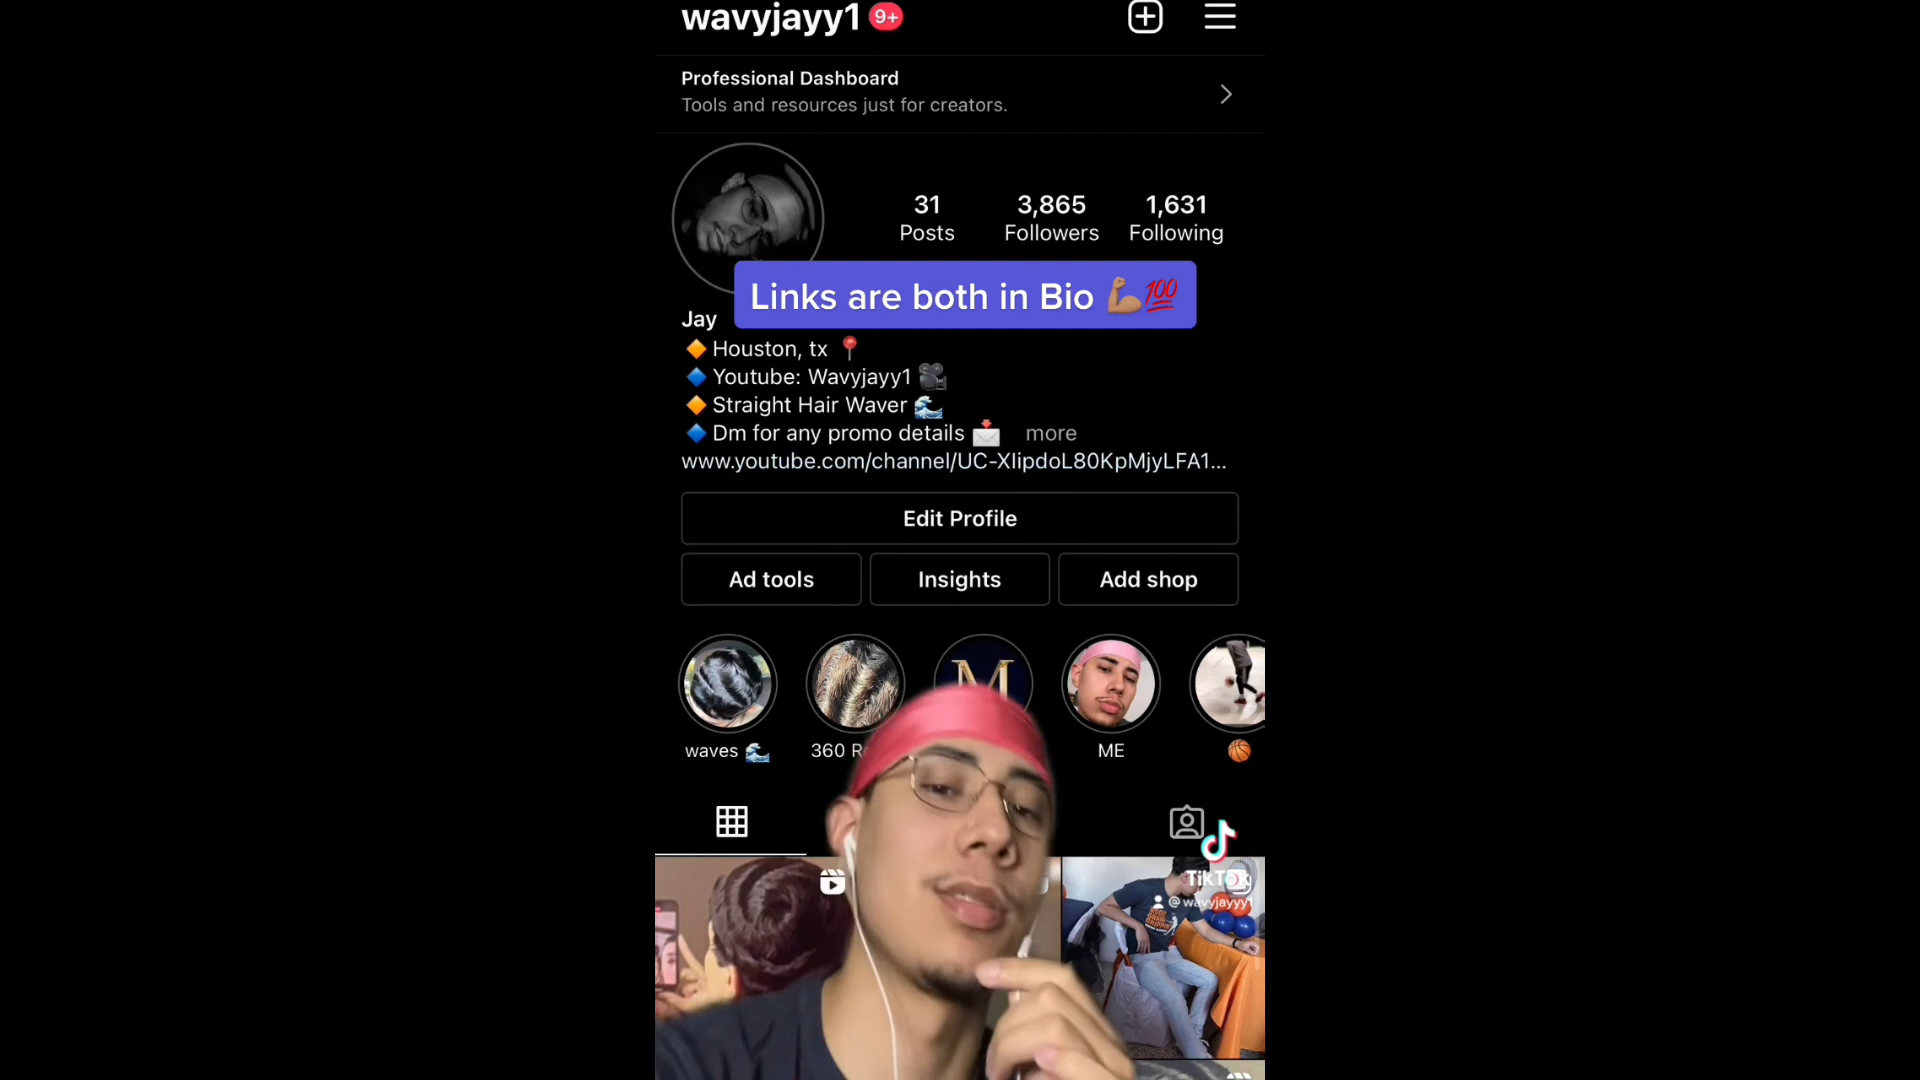 wavyjayy1 9+
Professional Dashboard
Tools and resources just for creators.
31 3,865 1,631
Posts Followers Following
Links are both in Bio 💪🏽💯
Jay
🔶 Houston, tx 📍
🔷 Youtube: Wavyjayy1 🎥
🔶 Straight Hair Waver 🌊
🔷 Dm for any promo details 📩 more
www.youtube.com/channel/UC-XlipdoL80KpMjyLFA1...
Edit Profile
Ad tools Insights Add shop
M
waves 🌊 360 ME 🏀
TikTok
@wavyjayyy1